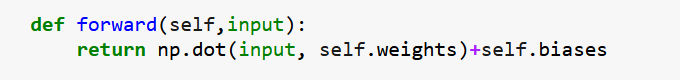 def forward(self,input):
    return np.dot(input, self.weights)+self.biases